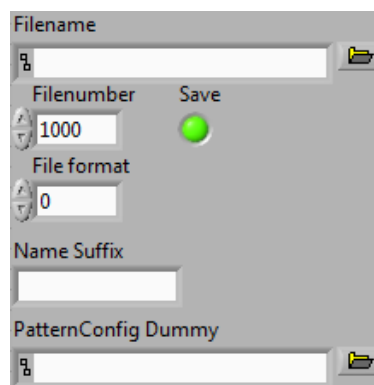 Filename
Filenumber Save
1000
File format
0
Name Suffix
PatternConfig Dummy